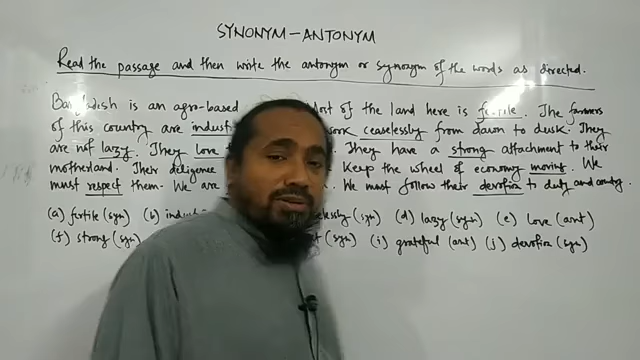 SYNONYM-ANTONYM
Read the passage and then write the antonym or synonym of the words as directed.
Bangladesh is an agro-based Most of the land here is fertile. The farmers
of this country are indust work ceaselessly from dawn to dusk. They
are not lazy. They love They have a strong attachment to their
motherland. Their diligence Keep the wheel of economy moving. We
must respect them. We are We must follow their devotion to duty and country.
(a) fertile (syn) (b) indust (syn) (d) lazy (syn) (e) love (ant)
(f) strong (syn) (syn) (i) grateful (ant) (j) devotion (syn)